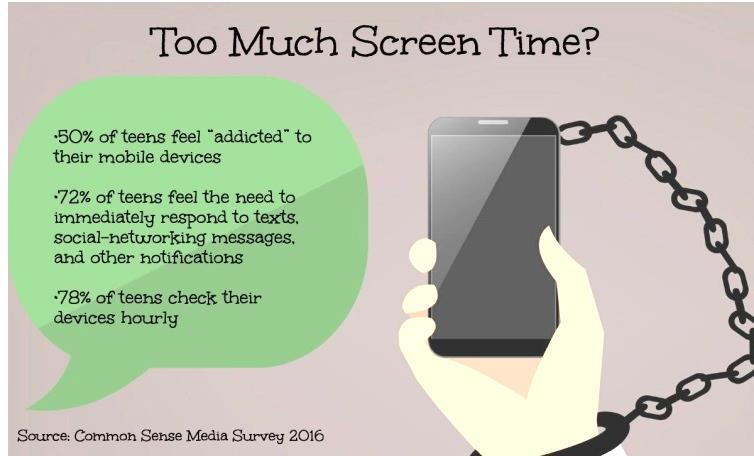 Too Much Screen Time?
•50% of teens feel "addicted" to
their mobile devices
•72% of teens feel the need to
immediately respond to texts,
social-networking messages,
and other notifications
•78% of teens check their
devices hourly
Source: Common Sense Media Survey 2016